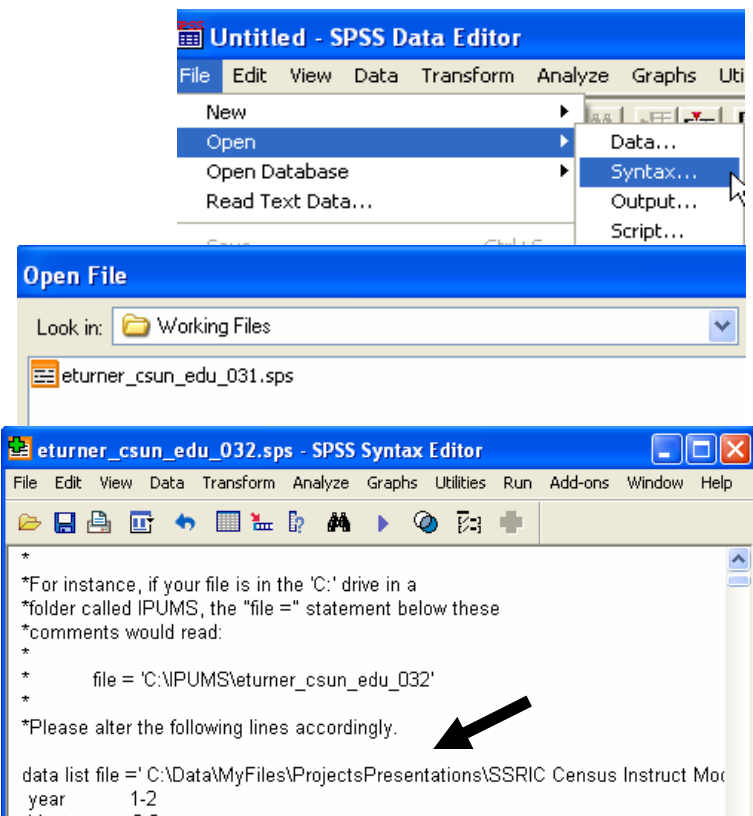 Untitled - SPSS Data Editor
File Edit View Data Transform Analyze Graphs Uti
New
Open Data...
Open Database Syntax...
Read Text Data... Output...
Script...
Open File
Look in: Working Files
eturner_csun_edu_031.sps
eturner_csun_edu_032.sps - SPSS Syntax Editor
File Edit View Data Transform Analyze Graphs Utilities Run Add-ons Window Help
*
*For instance, if your file is in the 'C:' drive in a
*folder called IPUMS, the "file =" statement below these
*comments would read:
*
* file = 'C:\IPUMS\eturner_csun_edu_032'
*
*Please alter the following lines accordingly.
data list file =' C:\Data\MyFiles\ProjectsPresentations\SSRIC Census Instruct Mod
year 1-2